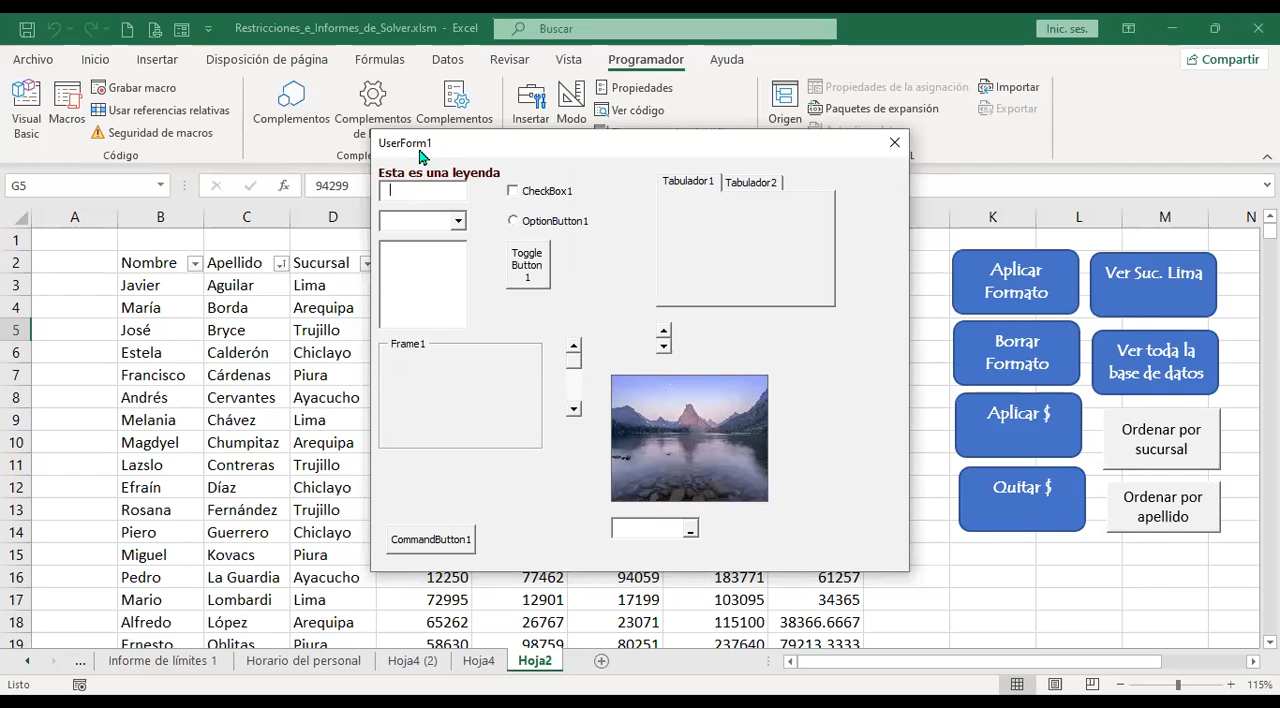 Restricciones_e_Informes_de_Solver.xlsm - Excel
Buscar
Inic. ses.
Archivo Inicio Insertar Disposición de página Fórmulas Datos Revisar Vista Programador Ayuda
Compartir
Visual Basic
Macros
Grabar macro
Usar referencias relativas
Seguridad de macros
Código
Complementos
Complementos
Complementos
de
Comple
Insertar
Modo
Propiedades
Ver código
Origen
Propiedades de la asignación
Paquetes de expansión
Importar
Exportar
L
G5
fx
94299
UserForm1
Esta es una leyenda
CheckBox1
OptionButton1
Toggle
Button
1
Tabulador1 Tabulador2
Frame1
CommandButton1
A B C D K L M N
1
2 Nombre Apellido Sucursal
3 Javier Aguilar Lima
4 María Borda Arequipa
5 José Bryce Trujillo
6 Estela Calderón Chiclayo
7 Francisco Cárdenas Piura
8 Andrés Cervantes Ayacucho
9 Melania Chávez Lima
10 Magdyel Chumpitaz Arequipa
11 Lazslo Contreras Trujillo
12 Efraín Díaz Chiclayo
13 Rosana Fernández Trujillo
14 Piero Guerrero Chiclayo
15 Miguel Kovacs Piura
16 Pedro La Guardia Ayacucho 12250 77462 94059 183771 61257
17 Mario Lombardi Lima 72995 12901 17199 103095 34365
18 Alfredo López Arequipa 65262 26767 23071 115100 38366.6667
19 Ernesto Oblitas Piura 58630 98759 80251 237640 79213.3333
Aplicar
Formato
Ver Suc. Lima
Borrar
Formato
Ver toda la
base de datos
Aplicar $
Ordenar por
sucursal
Quitar $
Ordenar por
apellido
... Informe de límites 1 Horario del personal Hoja4 (2) Hoja4 Hoja2
Listo
115%